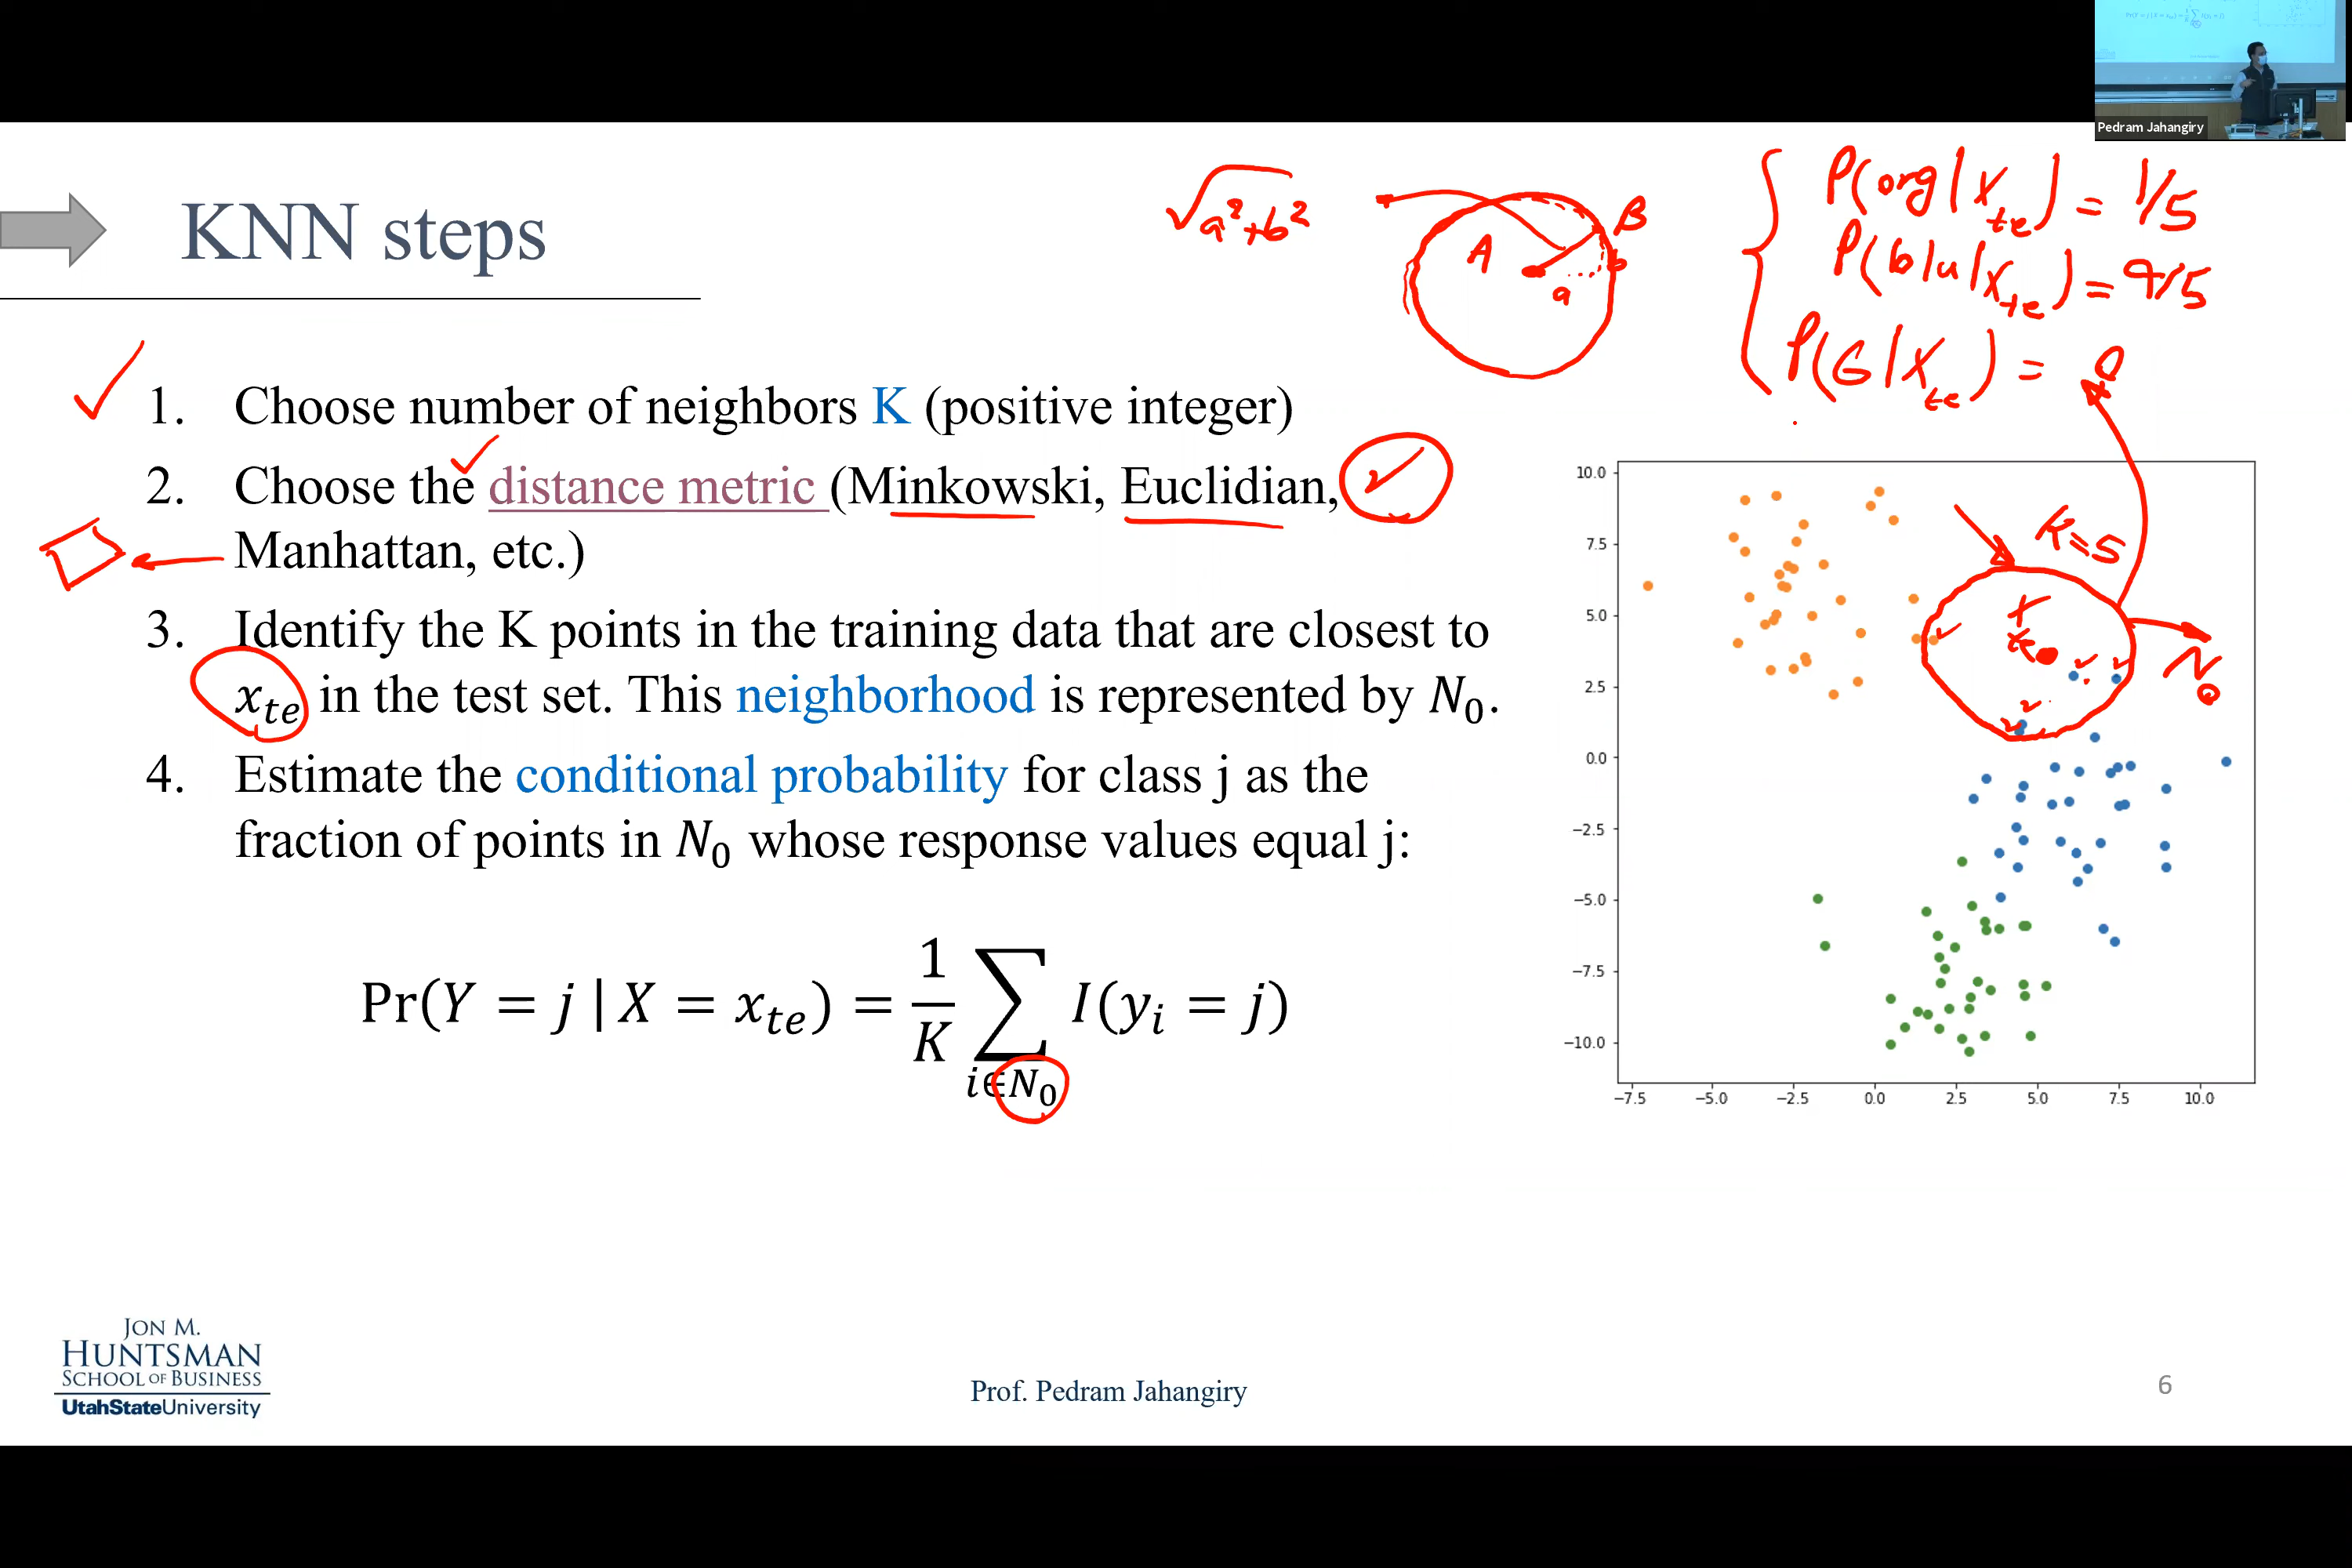 Pedram Jahangiry
KNN steps
√a²+b²
A
B
a
b
P(org|X_te) = 1/5
P(blu|X_te) = 4/5
P(G|X_te) = 0
1. Choose number of neighbors K (positive integer)
2. Choose the distance metric (Minkowski, Euclidian,
Manhattan, etc.)
3. Identify the K points in the training data that are closest to
x_te in the test set. This neighborhood is represented by N₀.
4. Estimate the conditional probability for class j as the
fraction of points in N₀ whose response values equal j:
Pr(Y = j | X = x_te) = 1/K ∑_{i∈N₀} I(y_i = j)
K=5
x_te
N₀
10.0
7.5
5.0
2.5
0.0
−2.5
−5.0
−7.5
−10.0
−7.5 −5.0 −2.5 0.0 2.5 5.0 7.5 10.0
JON M.
HUNTSMAN
SCHOOL OF BUSINESS
UtahStateUniversity
Prof. Pedram Jahangiry
6